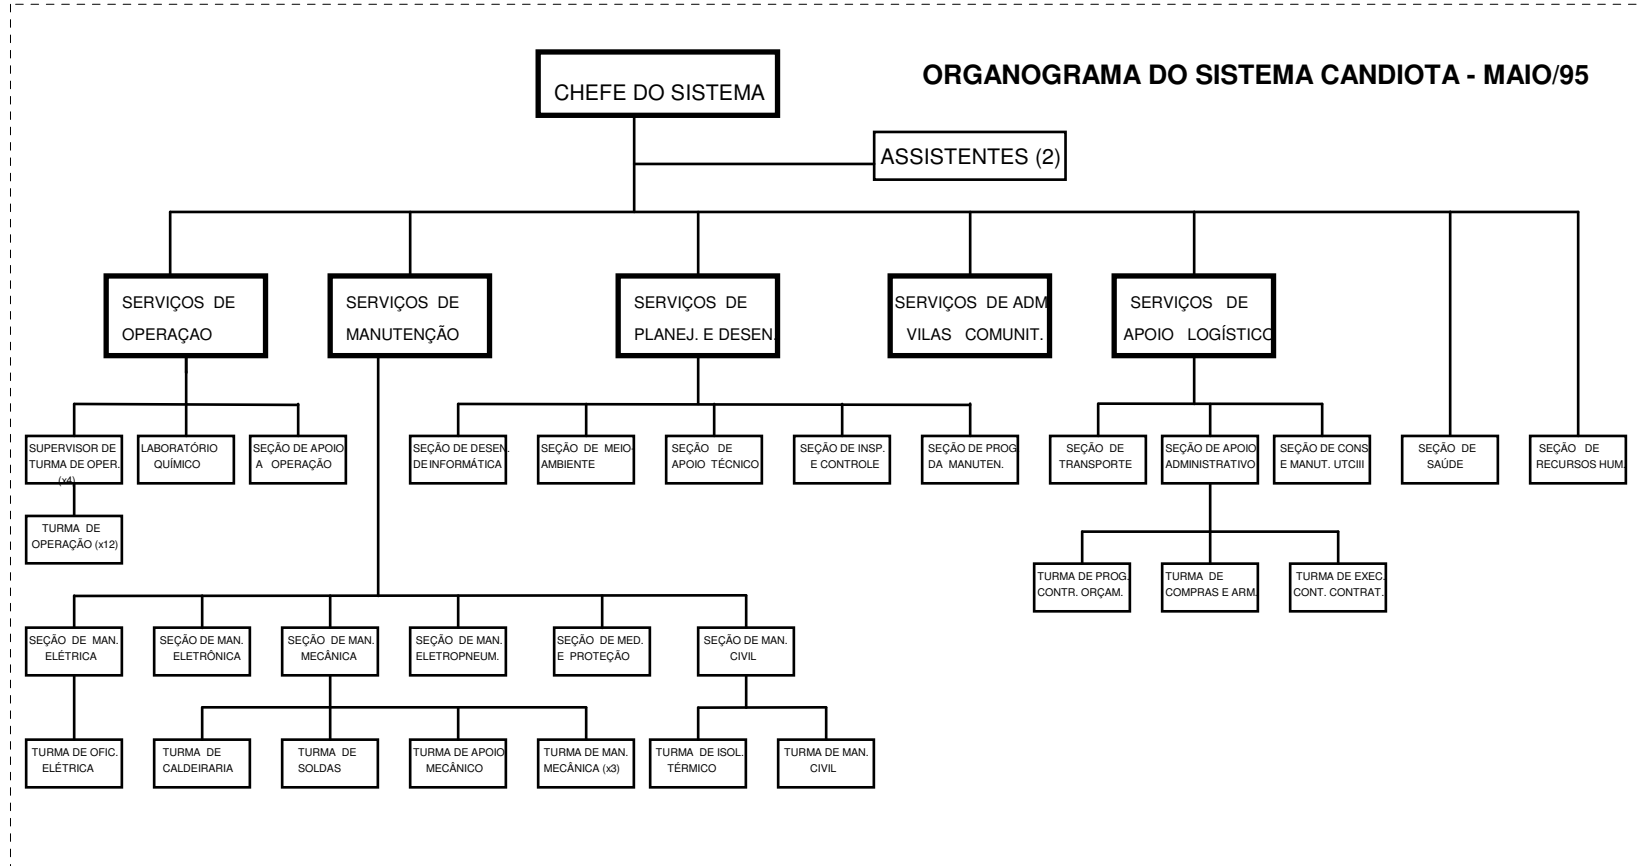 CHEFE DO SISTEMA
ORGANOGRAMA DO SISTEMA CANDIOTA - MAIO/95
ASSISTENTES (2)
SERVIÇOS DE
OPERAÇAO
SERVIÇOS DE
MANUTENÇÃO
SERVIÇOS DE
PLANEJ. E DESEN.
SERVIÇOS DE ADM
VILAS COMUNIT.
SERVIÇOS DE
APOIO LOGÍSTICO
SUPERVISOR DE
TURMA DE OPER.
(x4)
LABORATÓRIO
QUÍMICO
SEÇÃO DE APOIO
A OPERAÇÃO
SEÇÃO DE DESEN.
DE INFORMÁTICA
SEÇÃO DE MEIO-
AMBIENTE
SEÇÃO DE
APOIO TÉCNICO
SEÇÃO DE INSP.
E CONTROLE
SEÇÃO DE PROG
DA MANUTEN.
SEÇÃO DE
TRANSPORTE
SEÇÃO DE APOIO
ADMINISTRATIVO
SEÇÃO DE CONS
E MANUT. UTCIII
SEÇÃO DE
SAÚDE
SEÇÃO DE
RECURSOS HUM.
TURMA DE
OPERAÇÃO (x12)
TURMA DE PROG.
CONTR. ORÇAM.
TURMA DE
COMPRAS E ARM.
TURMA DE EXEC.
CONT. CONTRAT.
SEÇÃO DE MAN.
ELÉTRICA
SEÇÃO DE MAN.
ELETRÔNICA
SEÇÃO DE MAN.
MECÂNICA
SEÇÃO DE MAN.
ELETROPNEUM.
SEÇÃO DE MED.
E PROTEÇÃO
SEÇÃO DE MAN.
CIVIL
TURMA DE OFIC.
ELÉTRICA
TURMA DE
CALDEIRARIA
TURMA DE
SOLDAS
TURMA DE APOIO
MECÂNICO
TURMA DE MAN.
MECÂNICA (x3)
TURMA DE ISOL.
TÉRMICO
TURMA DE MAN.
CIVIL